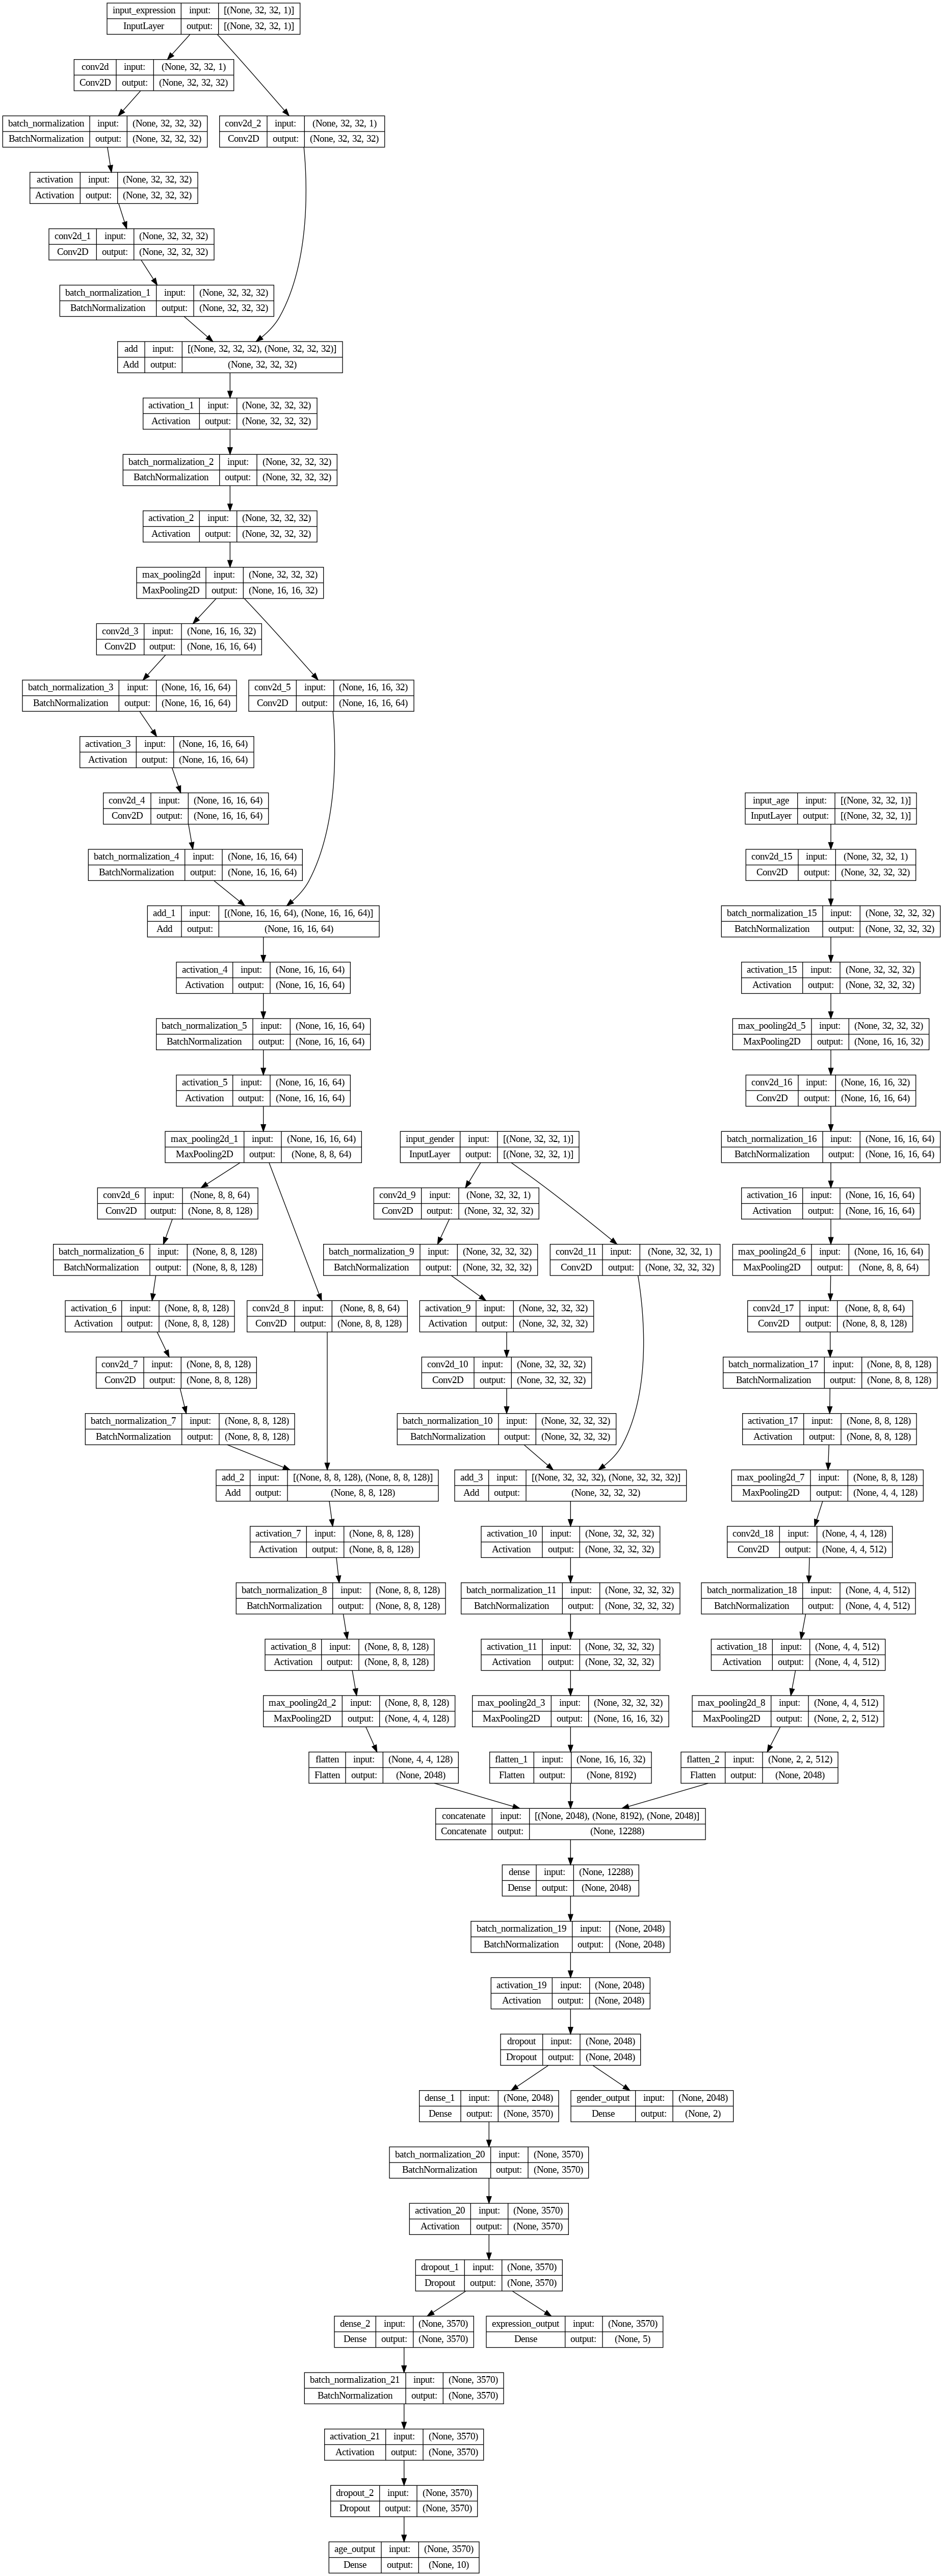 input_expression input: [(None, 32, 32, 1)]
InputLayer output: [(None, 32, 32, 1)]
conv2d input: (None, 32, 32, 1)
Conv2D output: (None, 32, 32, 32)
batch_normalization input: (None, 32, 32, 32)
BatchNormalization output: (None, 32, 32, 32)
conv2d_2 input: (None, 32, 32, 1)
Conv2D output: (None, 32, 32, 32)
activation input: (None, 32, 32, 32)
Activation output: (None, 32, 32, 32)
conv2d_1 input: (None, 32, 32, 32)
Conv2D output: (None, 32, 32, 32)
batch_normalization_1 input: (None, 32, 32, 32)
BatchNormalization output: (None, 32, 32, 32)
add input: [(None, 32, 32, 32), (None, 32, 32, 32)]
Add output: (None, 32, 32, 32)
activation_1 input: (None, 32, 32, 32)
Activation output: (None, 32, 32, 32)
batch_normalization_2 input: (None, 32, 32, 32)
BatchNormalization output: (None, 32, 32, 32)
activation_2 input: (None, 32, 32, 32)
Activation output: (None, 32, 32, 32)
max_pooling2d input: (None, 32, 32, 32)
MaxPooling2D output: (None, 16, 16, 32)
conv2d_3 input: (None, 16, 16, 32)
Conv2D output: (None, 16, 16, 64)
batch_normalization_3 input: (None, 16, 16, 64)
BatchNormalization output: (None, 16, 16, 64)
conv2d_5 input: (None, 16, 16, 32)
Conv2D output: (None, 16, 16, 64)
activation_3 input: (None, 16, 16, 64)
Activation output: (None, 16, 16, 64)
conv2d_4 input: (None, 16, 16, 64)
Conv2D output: (None, 16, 16, 64)
input_age input: [(None, 32, 32, 1)]
InputLayer output: [(None, 32, 32, 1)]
batch_normalization_4 input: (None, 16, 16, 64)
BatchNormalization output: (None, 16, 16, 64)
conv2d_15 input: (None, 32, 32, 1)
Conv2D output: (None, 32, 32, 32)
add_1 input: [(None, 16, 16, 64), (None, 16, 16, 64)]
Add output: (None, 16, 16, 64)
batch_normalization_15 input: (None, 32, 32, 32)
BatchNormalization output: (None, 32, 32, 32)
activation_4 input: (None, 16, 16, 64)
Activation output: (None, 16, 16, 64)
activation_15 input: (None, 32, 32, 32)
Activation output: (None, 32, 32, 32)
batch_normalization_5 input: (None, 16, 16, 64)
BatchNormalization output: (None, 16, 16, 64)
max_pooling2d_5 input: (None, 32, 32, 32)
MaxPooling2D output: (None, 16, 16, 32)
activation_5 input: (None, 16, 16, 64)
Activation output: (None, 16, 16, 64)
conv2d_16 input: (None, 16, 16, 32)
Conv2D output: (None, 16, 16, 64)
max_pooling2d_1 input: (None, 16, 16, 64)
MaxPooling2D output: (None, 8, 8, 64)
input_gender input: [(None, 32, 32, 1)]
InputLayer output: [(None, 32, 32, 1)]
batch_normalization_16 input: (None, 16, 16, 64)
BatchNormalization output: (None, 16, 16, 64)
conv2d_6 input: (None, 8, 8, 64)
Conv2D output: (None, 8, 8, 128)
conv2d_9 input: (None, 32, 32, 1)
Conv2D output: (None, 32, 32, 32)
activation_16 input: (None, 16, 16, 64)
Activation output: (None, 16, 16, 64)
batch_normalization_6 input: (None, 8, 8, 128)
BatchNormalization output: (None, 8, 8, 128)
batch_normalization_9 input: (None, 32, 32, 32)
BatchNormalization output: (None, 32, 32, 32)
conv2d_11 input: (None, 32, 32, 1)
Conv2D output: (None, 32, 32, 32)
max_pooling2d_6 input: (None, 16, 16, 64)
MaxPooling2D output: (None, 8, 8, 64)
activation_6 input: (None, 8, 8, 128)
Activation output: (None, 8, 8, 128)
conv2d_8 input: (None, 8, 8, 64)
Conv2D output: (None, 8, 8, 128)
activation_9 input: (None, 32, 32, 32)
Activation output: (None, 32, 32, 32)
conv2d_17 input: (None, 8, 8, 64)
Conv2D output: (None, 8, 8, 128)
conv2d_7 input: (None, 8, 8, 128)
Conv2D output: (None, 8, 8, 128)
conv2d_10 input: (None, 32, 32, 32)
Conv2D output: (None, 32, 32, 32)
batch_normalization_17 input: (None, 8, 8, 128)
BatchNormalization output: (None, 8, 8, 128)
batch_normalization_7 input: (None, 8, 8, 128)
BatchNormalization output: (None, 8, 8, 128)
batch_normalization_10 input: (None, 32, 32, 32)
BatchNormalization output: (None, 32, 32, 32)
activation_17 input: (None, 8, 8, 128)
Activation output: (None, 8, 8, 128)
add_2 input: [(None, 8, 8, 128), (None, 8, 8, 128)]
Add output: (None, 8, 8, 128)
add_3 input: [(None, 32, 32, 32), (None, 32, 32, 32)]
Add output: (None, 32, 32, 32)
max_pooling2d_7 input: (None, 8, 8, 128)
MaxPooling2D output: (None, 4, 4, 128)
activation_7 input: (None, 8, 8, 128)
Activation output: (None, 8, 8, 128)
activation_10 input: (None, 32, 32, 32)
Activation output: (None, 32, 32, 32)
conv2d_18 input: (None, 4, 4, 128)
Conv2D output: (None, 4, 4, 512)
batch_normalization_8 input: (None, 8, 8, 128)
BatchNormalization output: (None, 8, 8, 128)
batch_normalization_11 input: (None, 32, 32, 32)
BatchNormalization output: (None, 32, 32, 32)
batch_normalization_18 input: (None, 4, 4, 512)
BatchNormalization output: (None, 4, 4, 512)
activation_8 input: (None, 8, 8, 128)
Activation output: (None, 8, 8, 128)
activation_11 input: (None, 32, 32, 32)
Activation output: (None, 32, 32, 32)
activation_18 input: (None, 4, 4, 512)
Activation output: (None, 4, 4, 512)
max_pooling2d_2 input: (None, 8, 8, 128)
MaxPooling2D output: (None, 4, 4, 128)
max_pooling2d_3 input: (None, 32, 32, 32)
MaxPooling2D output: (None, 16, 16, 32)
max_pooling2d_8 input: (None, 4, 4, 512)
MaxPooling2D output: (None, 2, 2, 512)
flatten input: (None, 4, 4, 128)
Flatten output: (None, 2048)
flatten_1 input: (None, 16, 16, 32)
Flatten output: (None, 8192)
flatten_2 input: (None, 2, 2, 512)
Flatten output: (None, 2048)
concatenate input: [(None, 2048), (None, 8192), (None, 2048)]
Concatenate output: (None, 12288)
dense input: (None, 12288)
Dense output: (None, 2048)
batch_normalization_19 input: (None, 2048)
BatchNormalization output: (None, 2048)
activation_19 input: (None, 2048)
Activation output: (None, 2048)
dropout input: (None, 2048)
Dropout output: (None, 2048)
dense_1 input: (None, 2048)
Dense output: (None, 3570)
gender_output input: (None, 2048)
Dense output: (None, 2)
batch_normalization_20 input: (None, 3570)
BatchNormalization output: (None, 3570)
activation_20 input: (None, 3570)
Activation output: (None, 3570)
dropout_1 input: (None, 3570)
Dropout output: (None, 3570)
dense_2 input: (None, 3570)
Dense output: (None, 3570)
expression_output input: (None, 3570)
Dense output: (None, 5)
batch_normalization_21 input: (None, 3570)
BatchNormalization output: (None, 3570)
activation_21 input: (None, 3570)
Activation output: (None, 3570)
dropout_2 input: (None, 3570)
Dropout output: (None, 3570)
age_output input: (None, 3570)
Dense output: (None, 10)